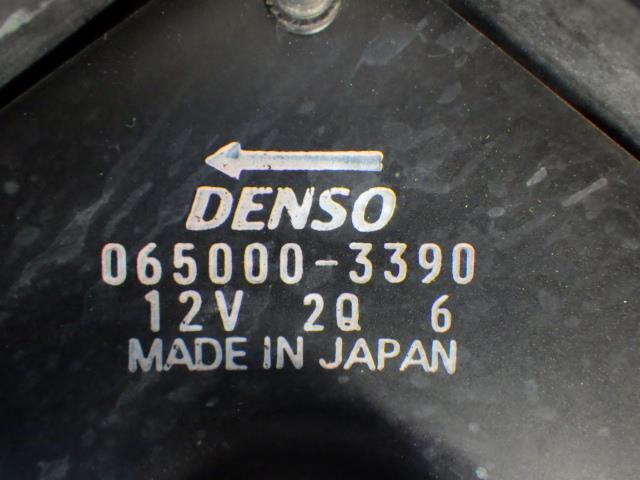 DENSO
065000-3390
12V 2Q 6
MADE IN JAPAN